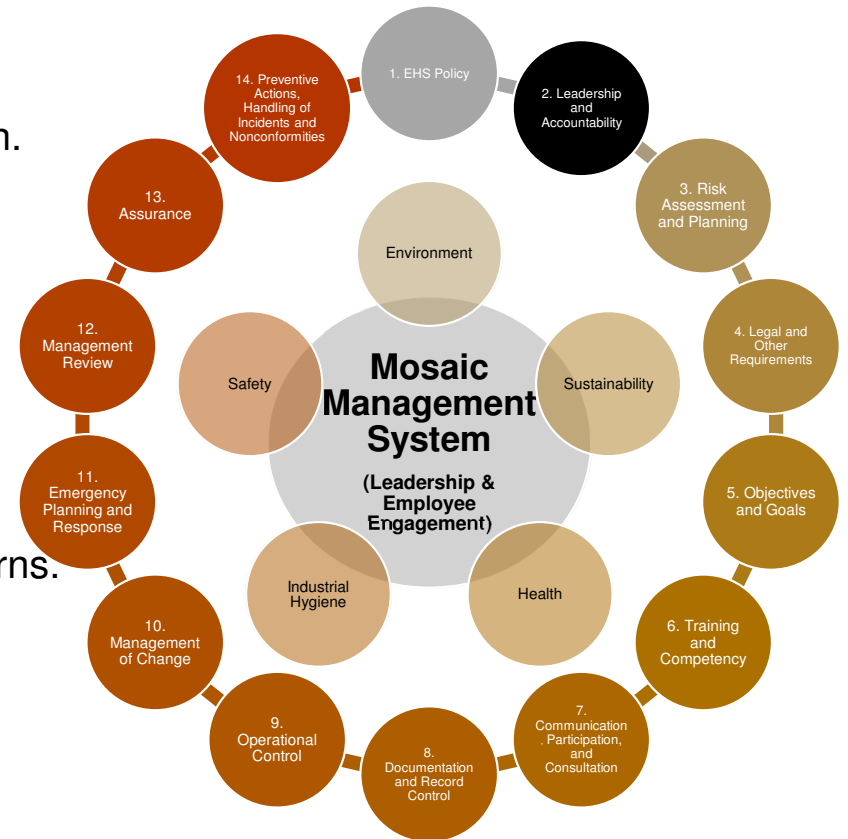 1. EHS Policy
2. Leadership
and
Accountability
3. Risk
Assessment
and Planning
4. Legal and
Other
Requirements
5. Objectives
and Goals
6. Training
and
Competency
7.
Communication
, Participation,
and
Consultation
8.
Documentation
and Record
Control
9.
Operational
Control
10.
Management
of Change
11.
Emergency
Planning and
Response
12.
Management
Review
13.
Assurance
14. Preventive
Actions,
Handling of
Incidents and
Nonconformities
Environment
Sustainability
Health
Industrial
Hygiene
Safety
Mosaic
Management
System
(Leadership &
Employee
Engagement)